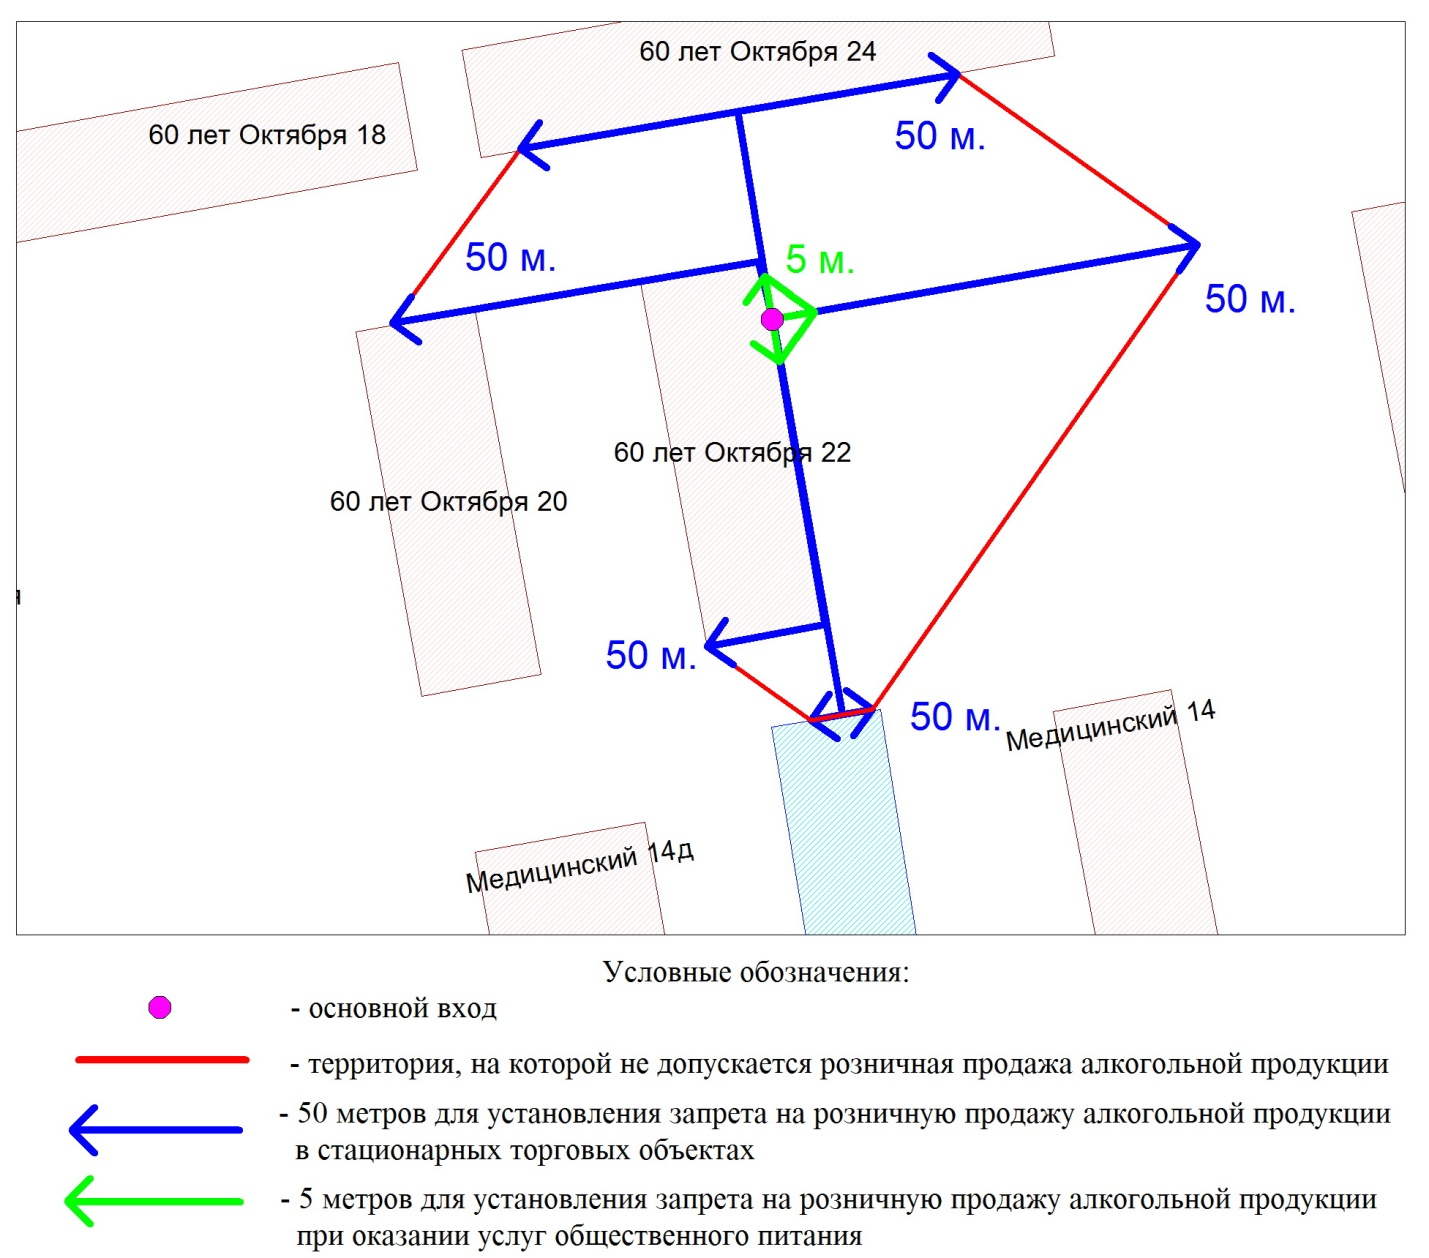 60 лет Октября 24
60 лет Октября 18
50 м.
50 м.
5 м.
50 м.
60 лет Октября 22
60 лет Октября 20
50 м.
50 м.
Медицинский 14
Медицинский 14д
Условные обозначения:
- основной вход
- территория, на которой не допускается розничная продажа алкогольной продукции
- 50 метров для установления запрета на розничную продажу алкогольной продукции
в стационарных торговых объектах
- 5 метров для установления запрета на розничную продажу алкогольной продукции
при оказании услуг общественного питания